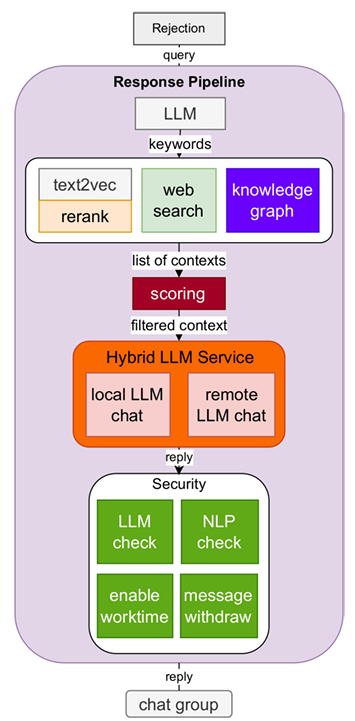 Rejection
query
Response Pipeline
LLM
keywords
text2vec
rerank
web
search
knowledge
graph
list of contexts
scoring
filtered context
Hybrid LLM Service
local LLM
chat
remote
LLM chat
reply
Security
LLM
check
NLP
check
enable
worktime
message
withdraw
reply
chat group